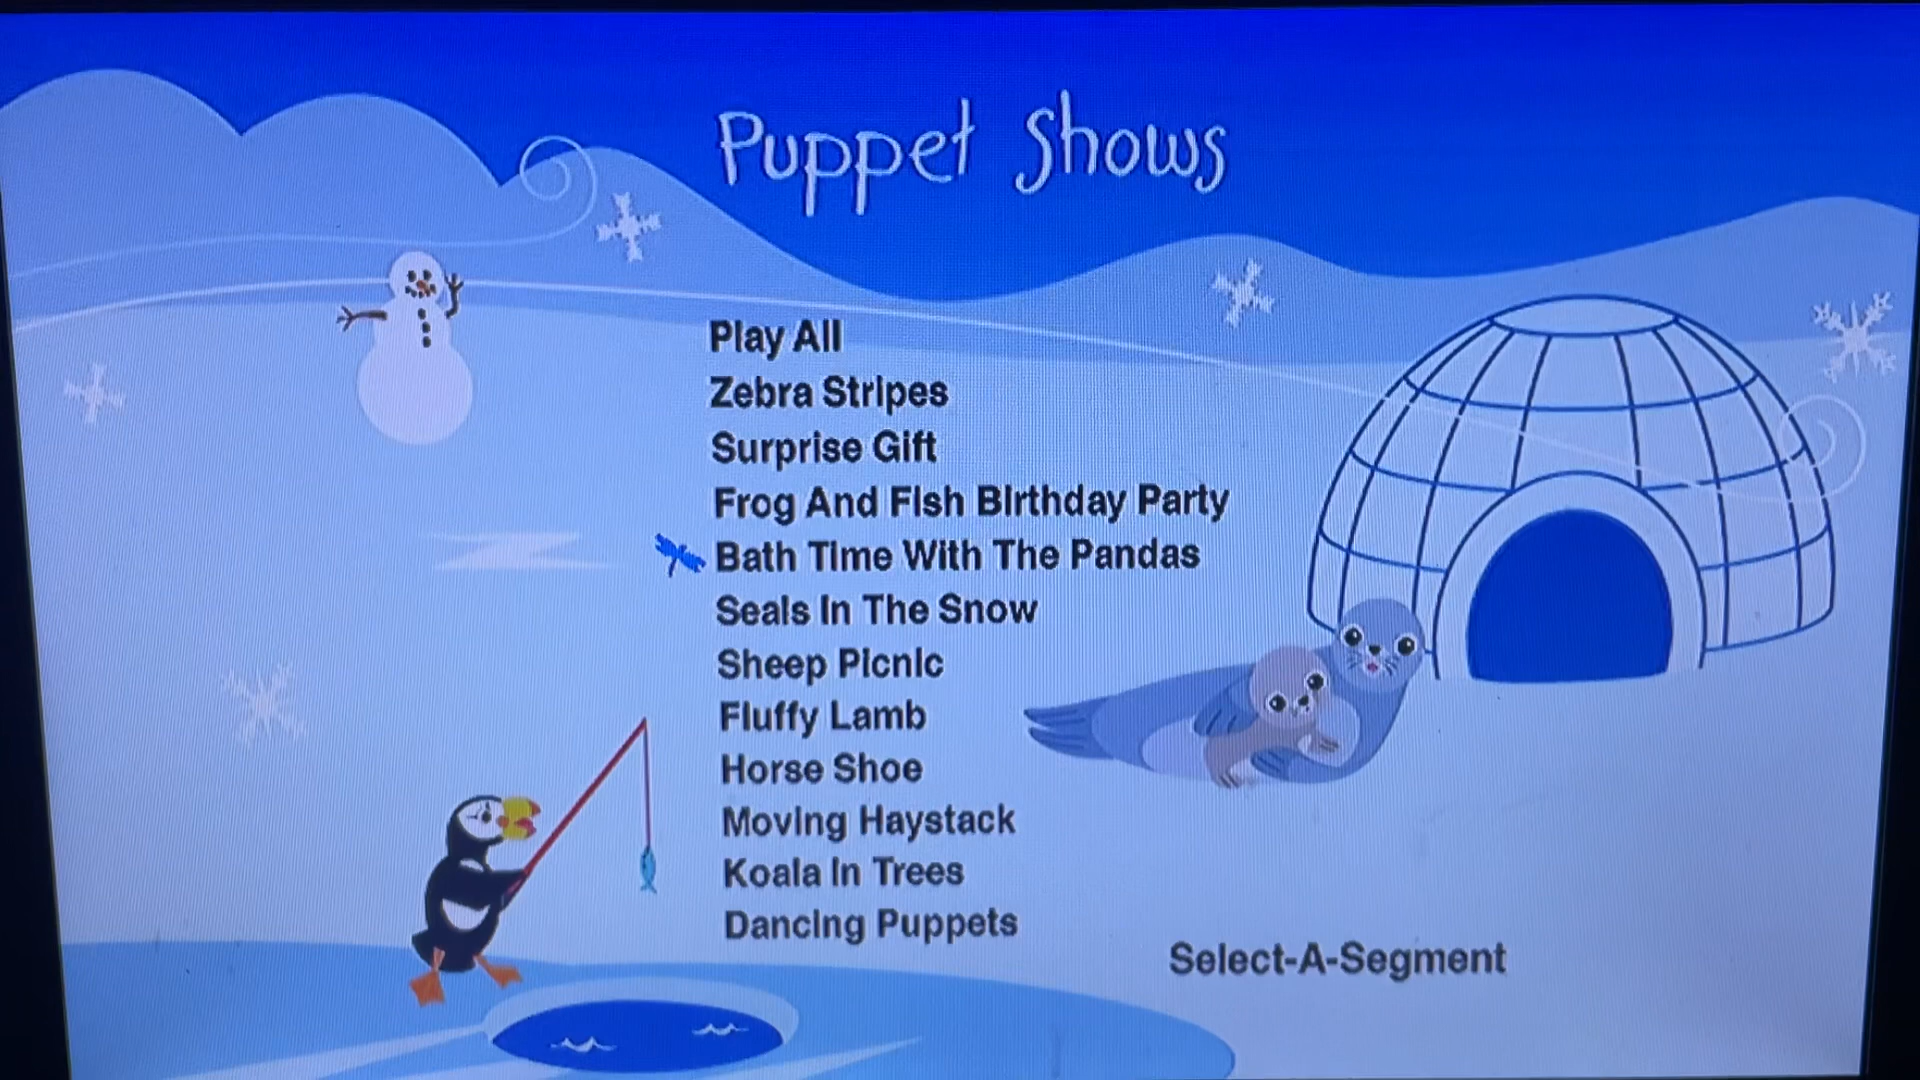 Puppet Shows
Play All
Zebra Stripes
Surprise Gift
Frog And Fish Birthday Party
Bath Time With The Pandas
Seals In The Snow
Sheep Picnic
Fluffy Lamb
Horse Shoe
Moving Haystack
Koala In Trees
Dancing Puppets
Select-A-Segment